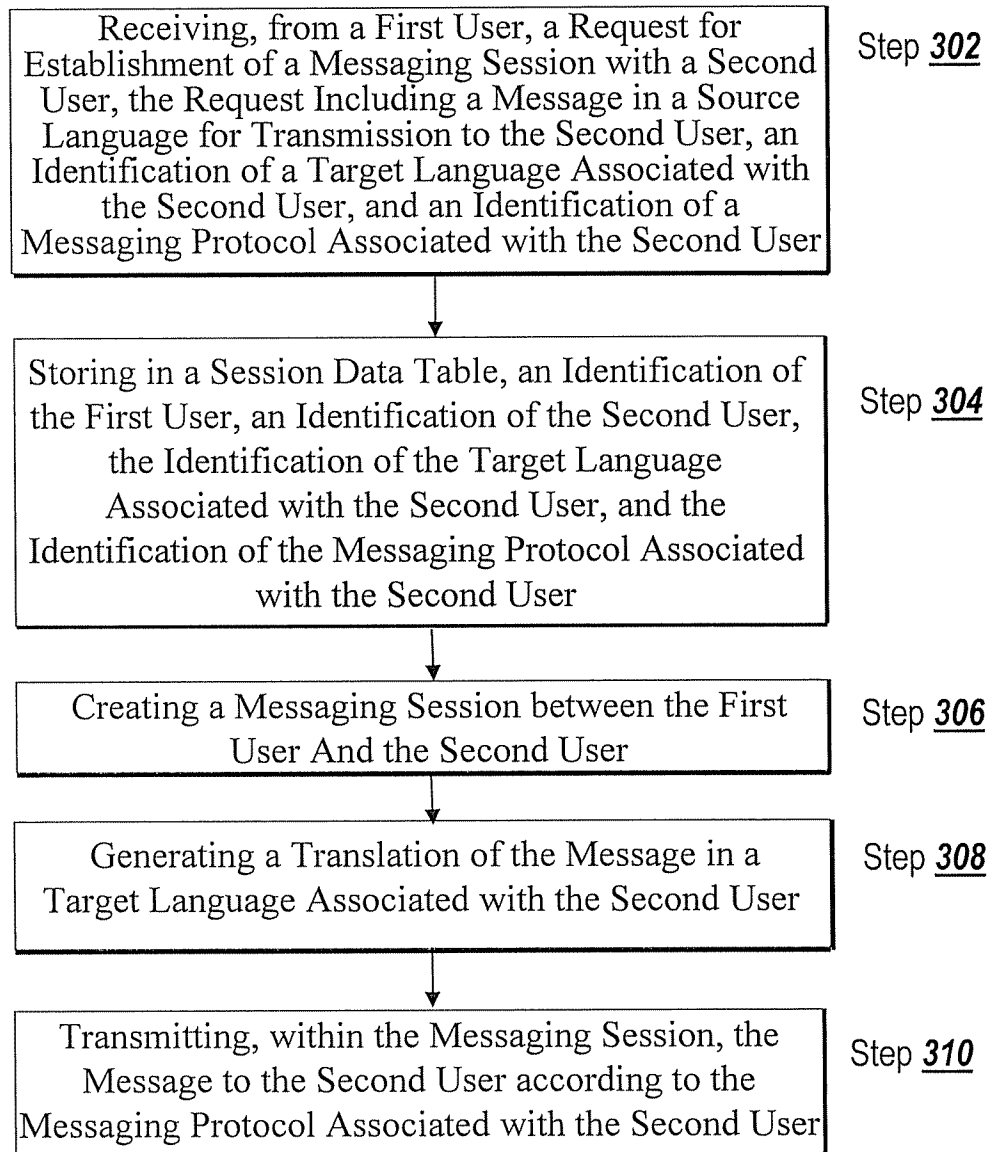 Receiving, from a First User, a Request for
Establishment of a Messaging Session with a Second
User, the Request Including a Message in a Source
Language for Transmission to the Second User, an
Identification of a Target Language Associated with
the Second User, and an Identification of a
Messaging Protocol Associated with the Second User
Step 302
Storing in a Session Data Table, an Identification of
the First User, an Identification of the Second User,
the Identification of the Target Language
Associated with the Second User, and the
Identification of the Messaging Protocol Associated
with the Second User
Step 304
Creating a Messaging Session between the First
User And the Second User
Step 306
Generating a Translation of the Message in a
Target Language Associated with the Second User
Step 308
Transmitting, within the Messaging Session, the
Message to the Second User according to the
Messaging Protocol Associated with the Second User
Step 310